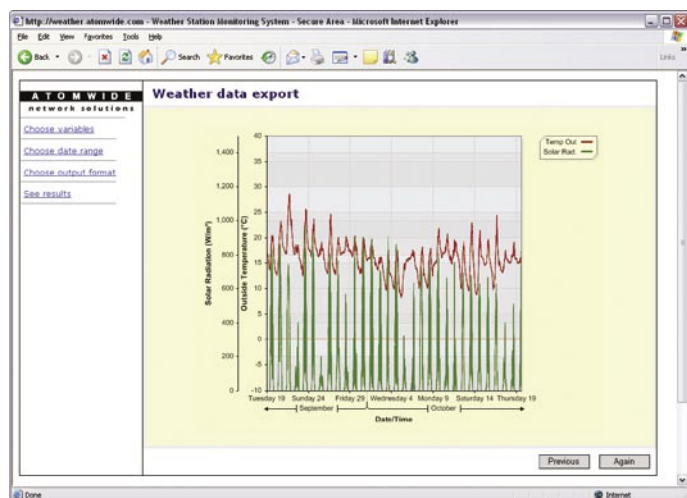 http://weather.atomwide.com - Weather Station Monitoring System - Secure Area - Microsoft Internet Explorer
File Edit View Favorites Tools Help
Back Search Favorites Links
ATOMWIDE
network solutions
Choose variables
Choose date range
Choose output format
See results
Weather data export
Temp Out
Solar Rad.
Solar Radiation (W/m²)
1,400
1,200
1,000
800
600
400
200
0
Outside Temperature (°C)
40
35
30
25
20
15
10
5
0
-5
-10
Tuesday 19 Sunday 24 Friday 29 Wednesday 4 Monday 9 Saturday 14 Thursday 19
September October
Date/Time
Previous Again
Done Internet